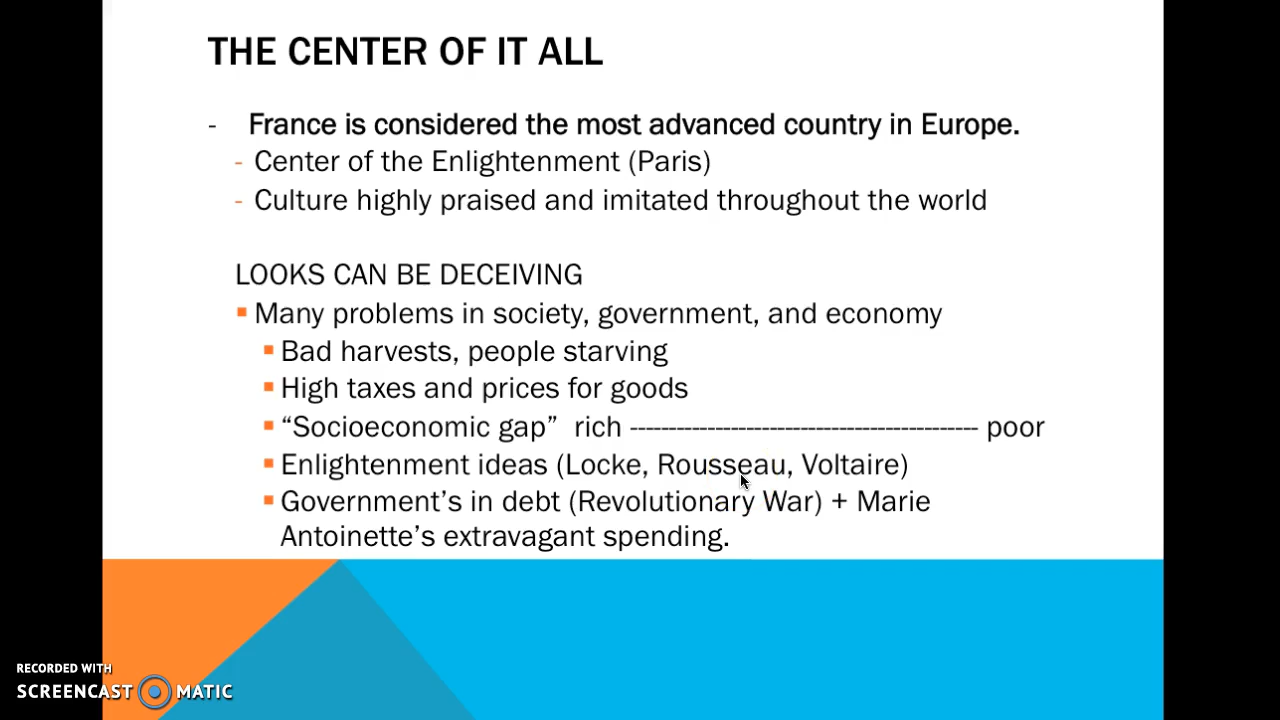 THE CENTER OF IT ALL
- France is considered the most advanced country in Europe.
- Center of the Enlightenment (Paris)
- Culture highly praised and imitated throughout the world
LOOKS CAN BE DECEIVING
▪ Many problems in society, government, and economy
▪ Bad harvests, people starving
▪ High taxes and prices for goods
▪ “Socioeconomic gap” rich --------------------------------------------- poor
▪ Enlightenment ideas (Locke, Rousseau, Voltaire)
▪ Government’s in debt (Revolutionary War) + Marie
Antoinette’s extravagant spending.
RECORDED WITH
SCREENCAST MATIC